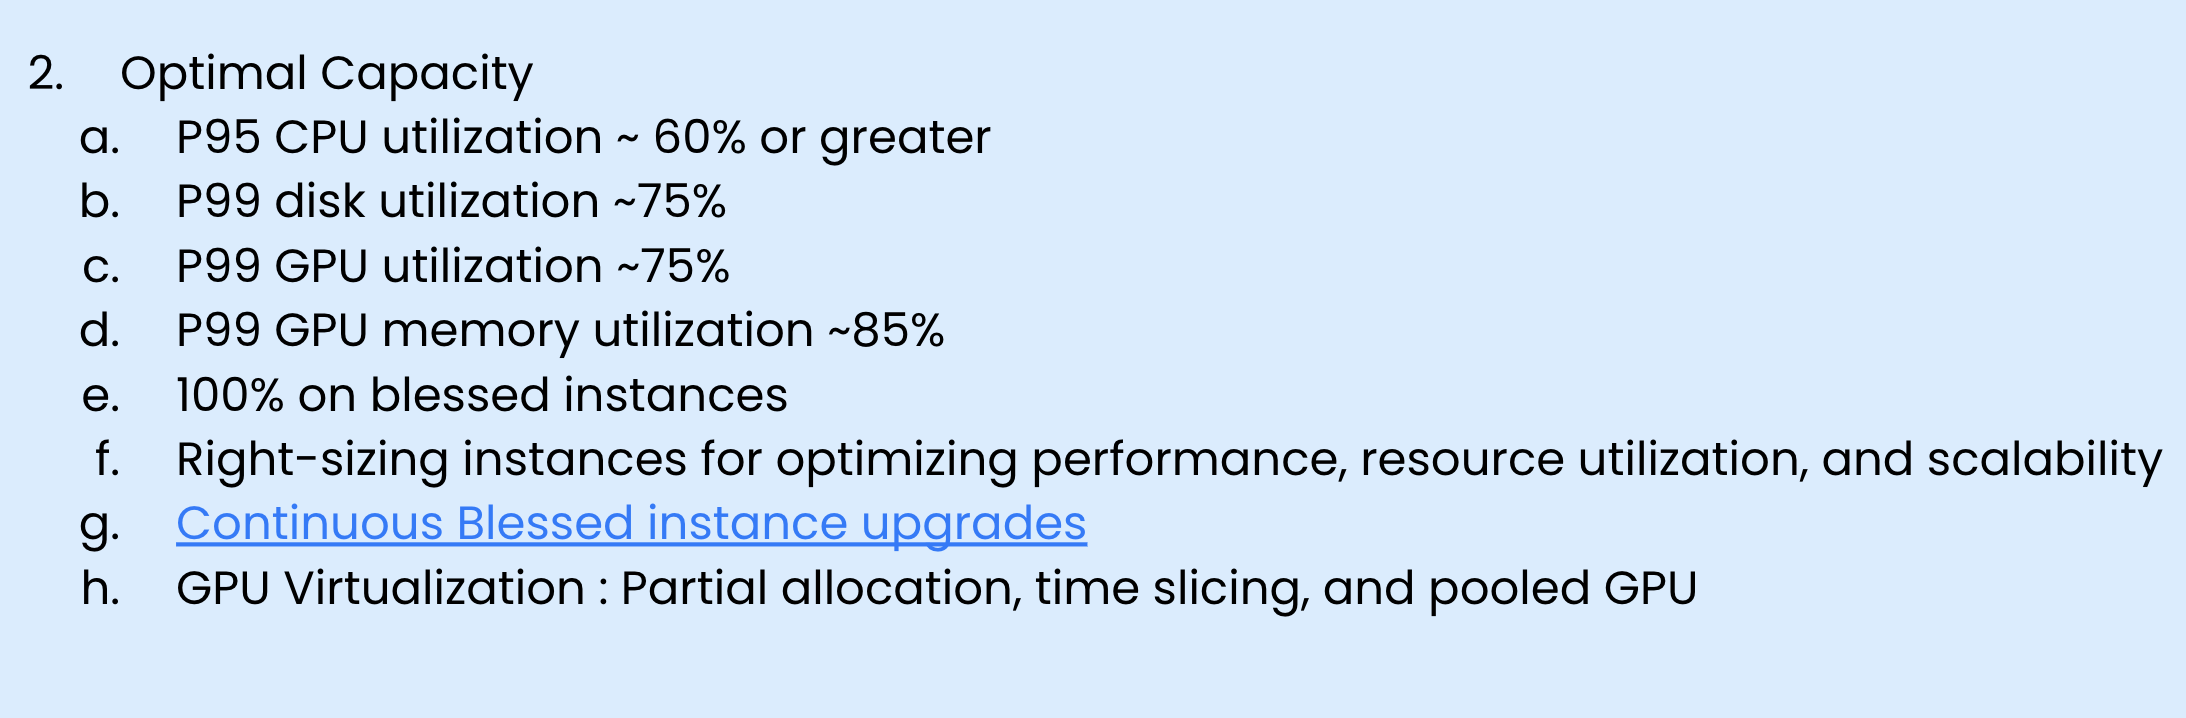 2. Optimal Capacity
a. P95 CPU utilization ~ 60% or greater
b. P99 disk utilization ~75%
c. P99 GPU utilization ~75%
d. P99 GPU memory utilization ~85%
e. 100% on blessed instances
f. Right-sizing instances for optimizing performance, resource utilization, and scalability
g. Continuous Blessed instance upgrades
h. GPU Virtualization : Partial allocation, time slicing, and pooled GPU